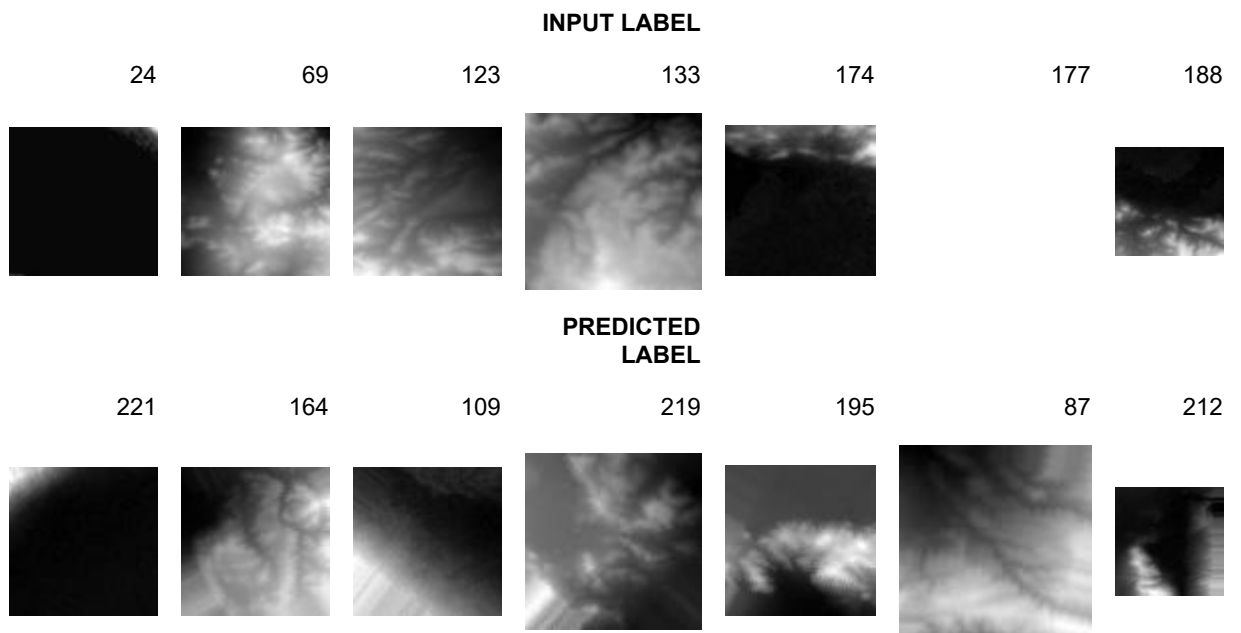 INPUT LABEL
24 69 123 133 174 177 188
PREDICTED
LABEL
221 164 109 219 195 87 212